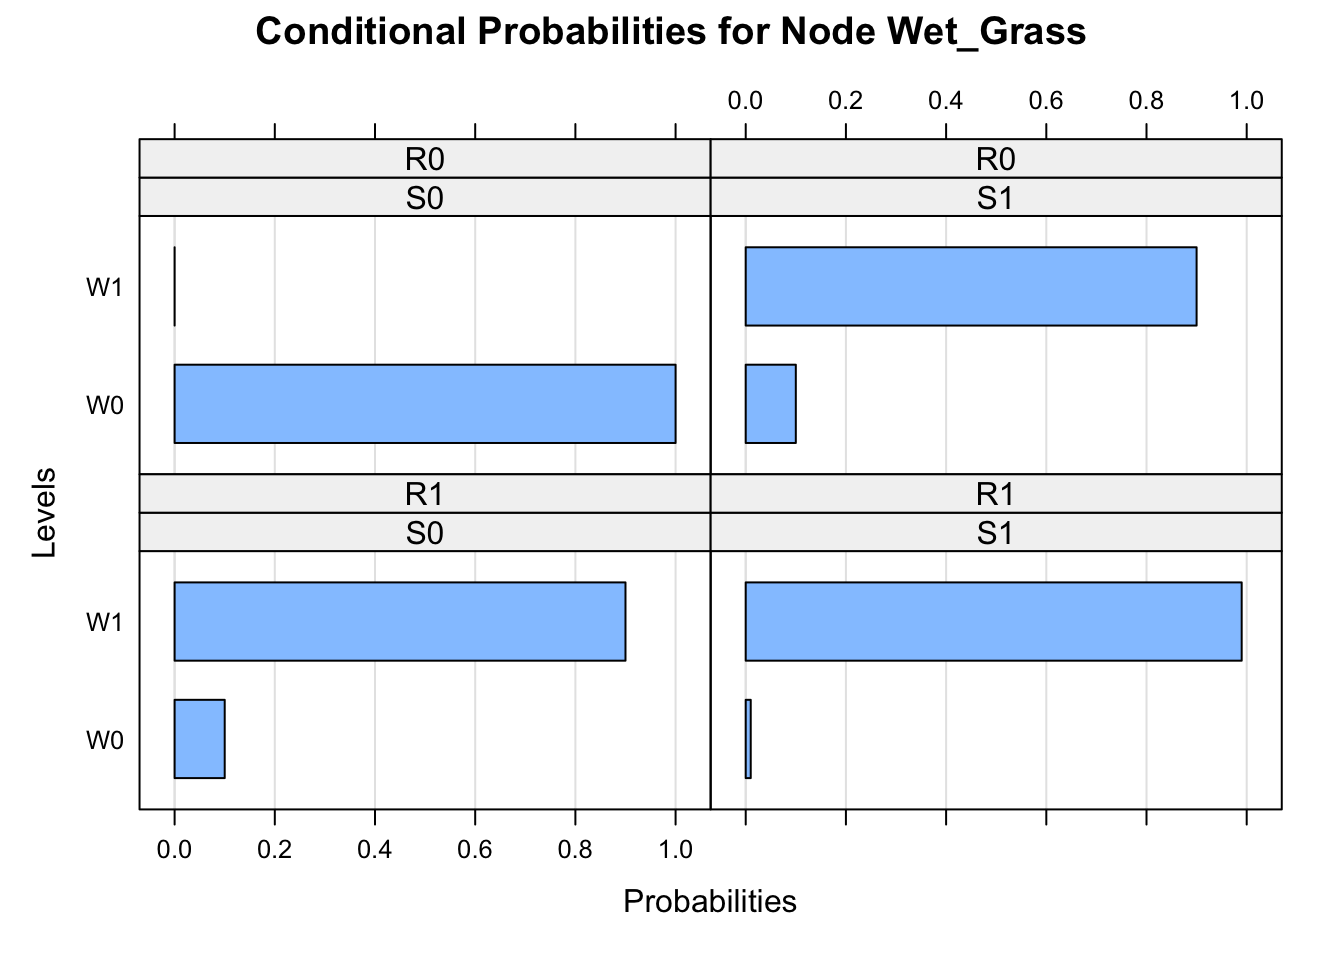 Conditional Probabilities for Node Wet_Grass
0.0 0.2 0.4 0.6 0.8 1.0
R0 R0
S0 S1
W1
W0
R1 R1
S0 S1
Levels
W1
W0
0.0 0.2 0.4 0.6 0.8 1.0
Probabilities